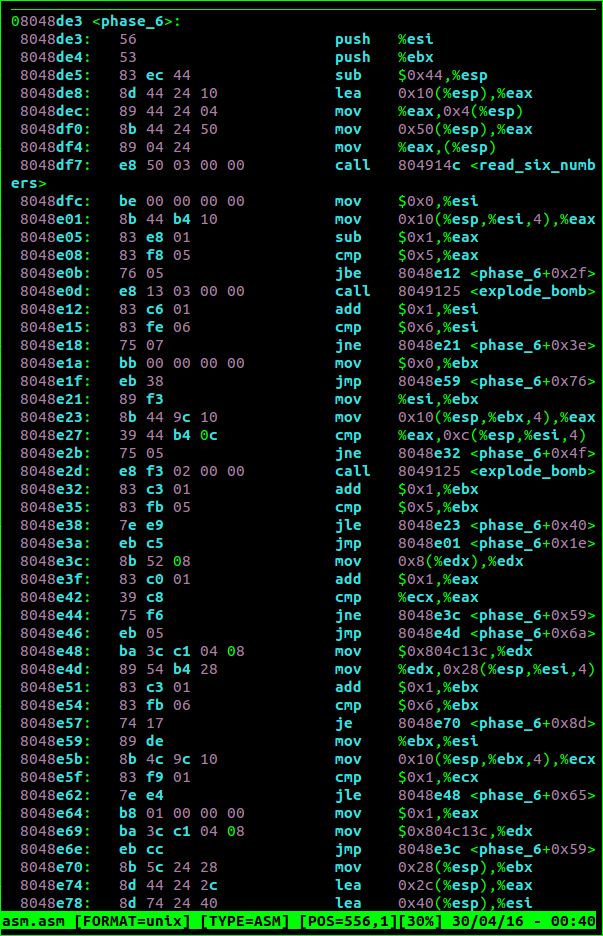 08048de3 <phase_6>:
8048de3: 56 push %esi
8048de4: 53 push %ebx
8048de5: 83 ec 44 sub $0x44,%esp
8048de8: 8d 44 24 10 lea 0x10(%esp),%eax
8048dec: 89 44 24 04 mov %eax,0x4(%esp)
8048df0: 8b 44 24 50 mov 0x50(%esp),%eax
8048df4: 89 04 24 mov %eax,(%esp)
8048df7: e8 50 03 00 00 call 804914c <read_six_numb
ers>
8048dfc: be 00 00 00 00 mov $0x0,%esi
8048e01: 8b 44 b4 10 mov 0x10(%esp,%esi,4),%eax
8048e05: 83 e8 01 sub $0x1,%eax
8048e08: 83 f8 05 cmp $0x5,%eax
8048e0b: 76 05 jbe 8048e12 <phase_6+0x2f>
8048e0d: e8 13 03 00 00 call 8049125 <explode_bomb>
8048e12: 83 c6 01 add $0x1,%esi
8048e15: 83 fe 06 cmp $0x6,%esi
8048e18: 75 07 jne 8048e21 <phase_6+0x3e>
8048e1a: bb 00 00 00 00 mov $0x0,%ebx
8048e1f: eb 38 jmp 8048e59 <phase_6+0x76>
8048e21: 89 f3 mov %esi,%ebx
8048e23: 8b 44 9c 10 mov 0x10(%esp,%ebx,4),%eax
8048e27: 39 44 b4 0c cmp %eax,0xc(%esp,%esi,4)
8048e2b: 75 05 jne 8048e32 <phase_6+0x4f>
8048e2d: e8 f3 02 00 00 call 8049125 <explode_bomb>
8048e32: 83 c3 01 add $0x1,%ebx
8048e35: 83 fb 05 cmp $0x5,%ebx
8048e38: 7e e9 jle 8048e23 <phase_6+0x40>
8048e3a: eb c5 jmp 8048e01 <phase_6+0x1e>
8048e3c: 8b 52 08 mov 0x8(%edx),%edx
8048e3f: 83 c0 01 add $0x1,%eax
8048e42: 39 c8 cmp %ecx,%eax
8048e44: 75 f6 jne 8048e3c <phase_6+0x59>
8048e46: eb 05 jmp 8048e4d <phase_6+0x6a>
8048e48: ba 3c c1 04 08 mov $0x804c13c,%edx
8048e4d: 89 54 b4 28 mov %edx,0x28(%esp,%esi,4)
8048e51: 83 c3 01 add $0x1,%ebx
8048e54: 83 fb 06 cmp $0x6,%ebx
8048e57: 74 17 je 8048e70 <phase_6+0x8d>
8048e59: 89 de mov %ebx,%esi
8048e5b: 8b 4c 9c 10 mov 0x10(%esp,%ebx,4),%ecx
8048e5f: 83 f9 01 cmp $0x1,%ecx
8048e62: 7e e4 jle 8048e48 <phase_6+0x65>
8048e64: b8 01 00 00 00 mov $0x1,%eax
8048e69: ba 3c c1 04 08 mov $0x804c13c,%edx
8048e6e: eb cc jmp 8048e3c <phase_6+0x59>
8048e70: 8b 5c 24 28 mov 0x28(%esp),%ebx
8048e74: 8d 44 24 2c lea 0x2c(%esp),%eax
8048e78: 8d 74 24 40 lea 0x40(%esp),%esi
asm.asm [FORMAT=unix] [TYPE=ASM] [POS=556,1][30%] 30/04/16 - 00:40